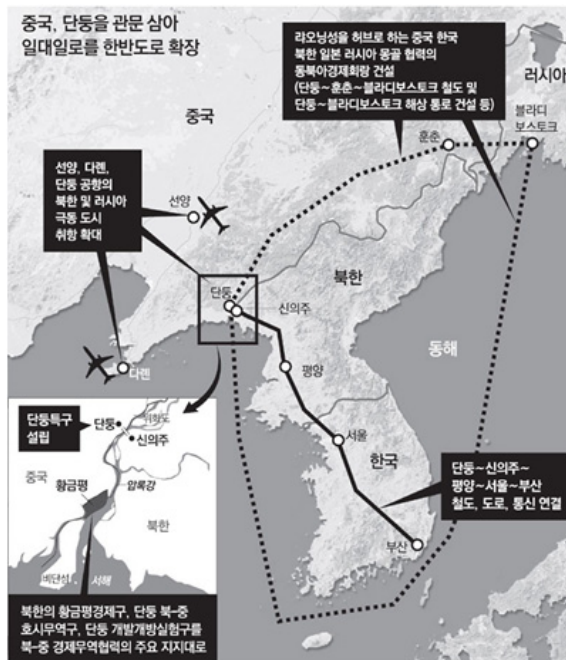 중국, 단둥을 관문 삼아
일대일로를 한반도로 확장
랴오닝성을 허브로 하는 중국 한국
북한 일본 러시아 몽골 협력의
동북아경제회랑 건설
(단둥~훈춘~블라디보스토크 철도 및
단둥~블라디보스토크 해상 통로 건설 등)
러시아
블라디
보스토크
훈춘
중국
선양, 다롄,
단둥 공항의
북한 및 러시아
극동 도시
취항 확대
선양
단둥
신의주
북한
다롄
평양
동해
서울
한국
단둥~신의주~
평양~서울~부산
철도, 도로, 통신 연결
부산
단둥특구
설립
위화도
단둥
신의주
중국
황금평
압록강
북한
비단섬
서해
북한의 황금평경제구, 단둥 북-중
호시무역구, 단둥 개발개방실험구를
북-중 경제무역협력의 주요 지지대로